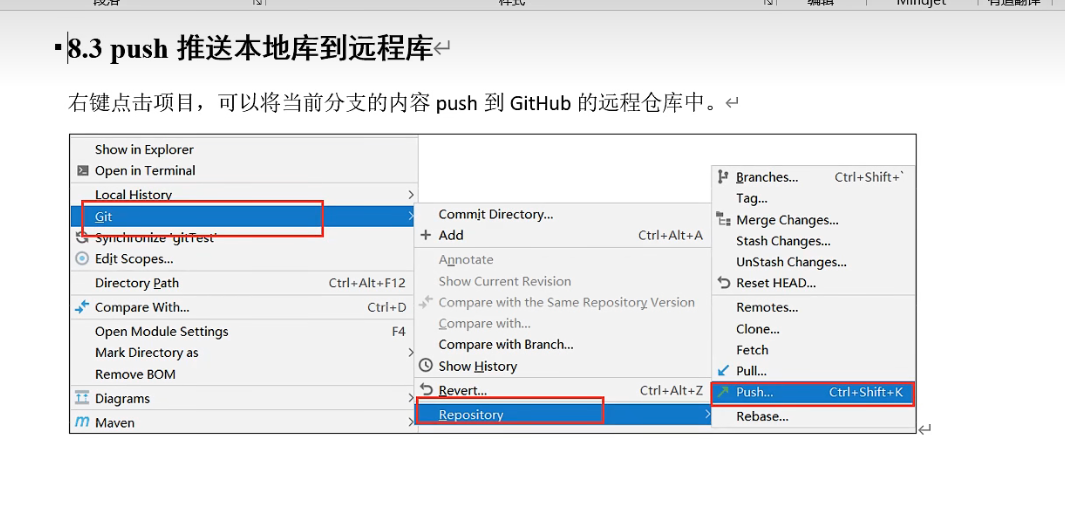 段落
样式
编辑
Mindjet
有道翻译
8.3 push 推送本地库到远程库
右键点击项目，可以将当前分支的内容 push 到 GitHub 的远程仓库中。
Show in Explorer
Open in Terminal
Local History
Git
Synchronize 'gitTest'
Edit Scopes...
Directory Path Ctrl+Alt+F12
Compare With... Ctrl+D
Open Module Settings F4
Mark Directory as
Remove BOM
Diagrams
Maven
Commit Directory...
Add Ctrl+Alt+A
Annotate
Show Current Revision
Compare with the Same Repository Version
Compare with...
Compare with Branch...
Show History
Revert... Ctrl+Alt+Z
Repository
Branches... Ctrl+Shift+`
Tag...
Merge Changes...
Stash Changes...
UnStash Changes...
Reset HEAD...
Remotes...
Clone...
Fetch
Pull...
Push... Ctrl+Shift+K
Rebase...